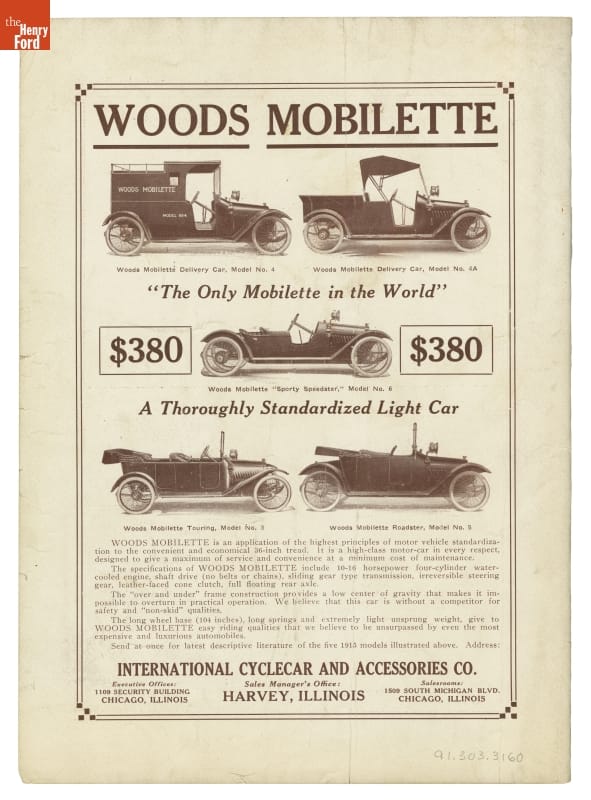 the
Henry
Ford
WOODS MOBILETTE
WOODS MOBILETTE
MODEL Nº4
Woods Mobilette Delivery Car, Model No. 4
Woods Mobilette Delivery Car, Model No. 4A
"The Only Mobilette in the World"
$380
$380
Woods Mobilette "Sporty Speedster," Model No. 6
A Thoroughly Standardized Light Car
Woods Mobilette Touring, Model No. 3
Woods Mobilette Roadster, Model No. 5
WOODS MOBILETTE is an application of the highest principles of motor vehicle standardiza-
tion to the convenient and economical 36-inch tread. It is a high-class motor-car in every respect,
designed to give a maximum of service and convenience at a minimum cost of maintenance.
The specifications of WOODS MOBILETTE include 10-16 horsepower four-cylinder water-
cooled engine, shaft drive (no belts or chains), sliding gear type transmission, irreversible steering
gear, leather-faced cone clutch, full floating rear axle.
The "over and under" frame construction provides a low center of gravity that makes it im-
possible to overturn in practical operation. We believe that this car is without a competitor for
safety and "non-skid" qualities.
The long wheel base (104 inches), long springs and extremely light unsprung weight, give to
WOODS MOBILETTE easy riding qualities that we believe to be unsurpassed by even the most
expensive and luxurious automobiles.
Send at once for latest descriptive literature of the five 1915 models illustrated above. Address:
INTERNATIONAL CYCLECAR AND ACCESSORIES CO.
Executive Offices:
1109 SECURITY BUILDING
CHICAGO, ILLINOIS
Sales Manager's Office:
HARVEY, ILLINOIS
Salesrooms:
1509 SOUTH MICHIGAN BLVD.
CHICAGO, ILLINOIS
91.303.3160